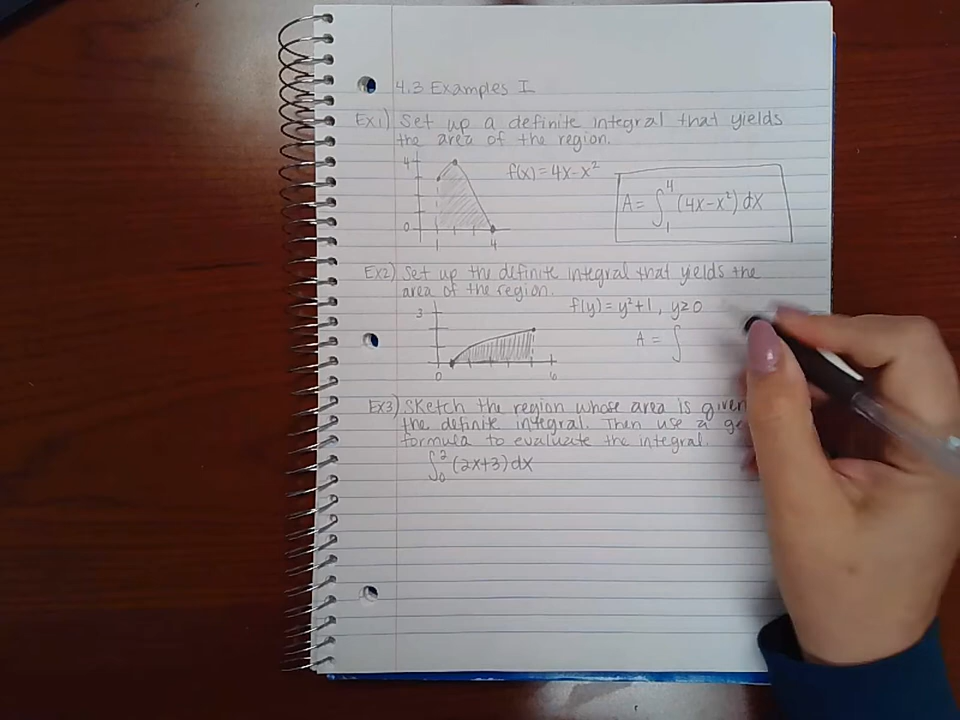 4.3 Examples I
Ex1) Set up a definite integral that yields
the area of the region.
4
f(x) = 4x-x²
A = ∫₁⁴ (4x-x²) dx
0
1 4
Ex2) Set up the definite integral that yields the
area of the region.
3
f(y) = y²+1, y≥0
A = ∫
0 6
Ex3) Sketch the region whose area is given
the definite integral. Then use a
formula to evaluate the integral.
∫₀² (2x+3) dx